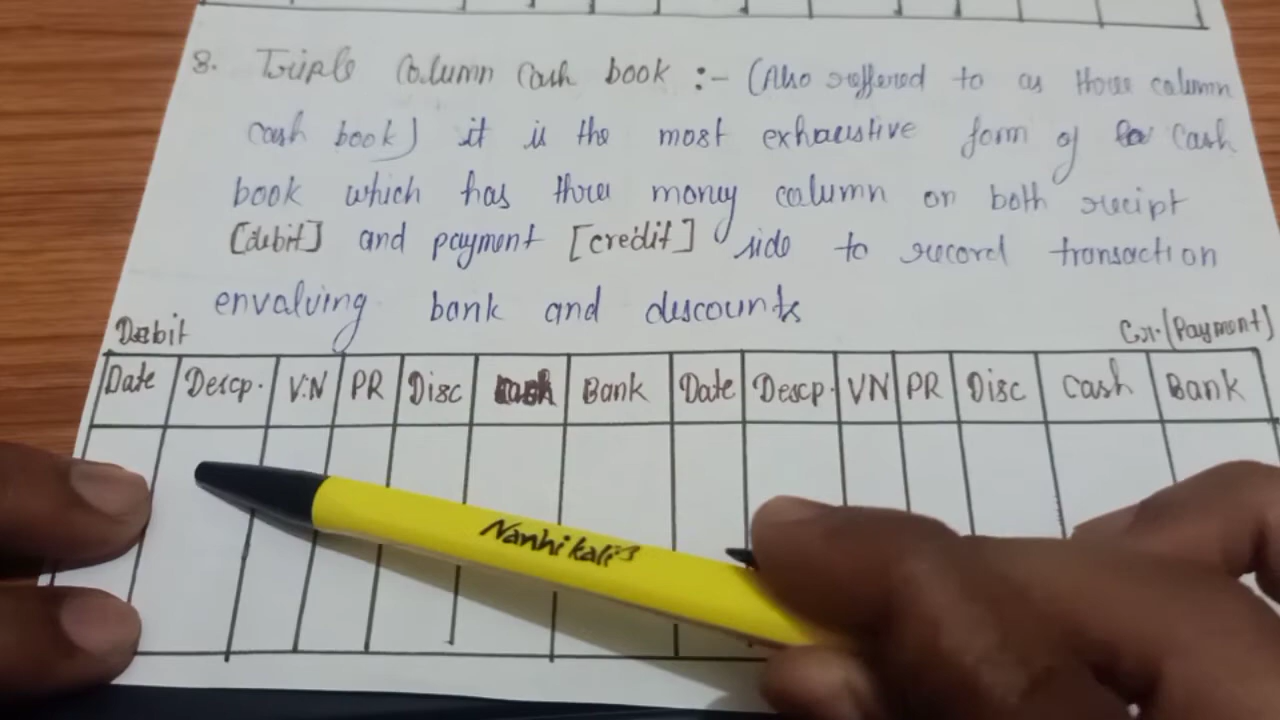 8. Triple Column Cash book :- (Also reffered to as three column
cash book) it is the most exhaustive form of Cash
book which has three money column on both receipt
[debit] and payment [credit] side to record transaction
envalving bank and discounts
Debit Cr.(Payment)
Date Descp. V.N PR Disc cash Bank Date Descp. VN PR Disc Cash Bank
Nanhi kali